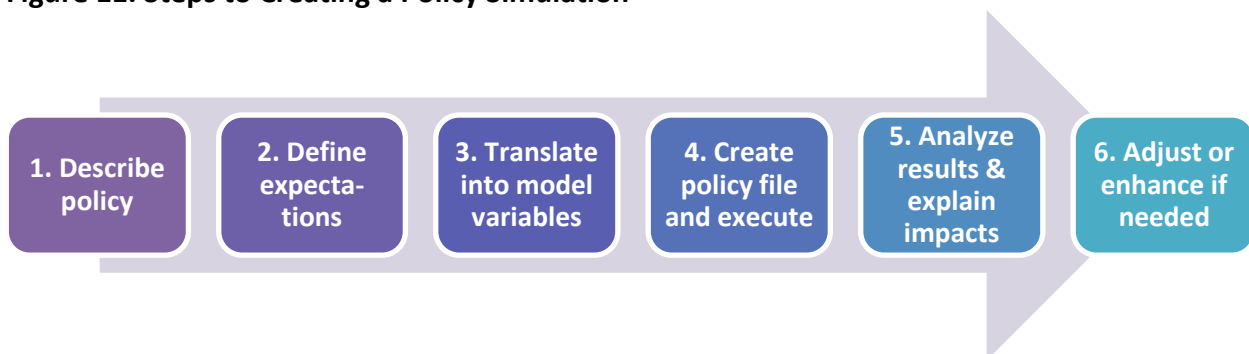 Figure Steps to Creating a Policy Simulation
1. Describe
policy
2. Define
expecta-
tions
3. Translate
into model
variables
4. Create
policy file
and execute
5. Analyze
results &
explain
impacts
6. Adjust or
enhance if
needed